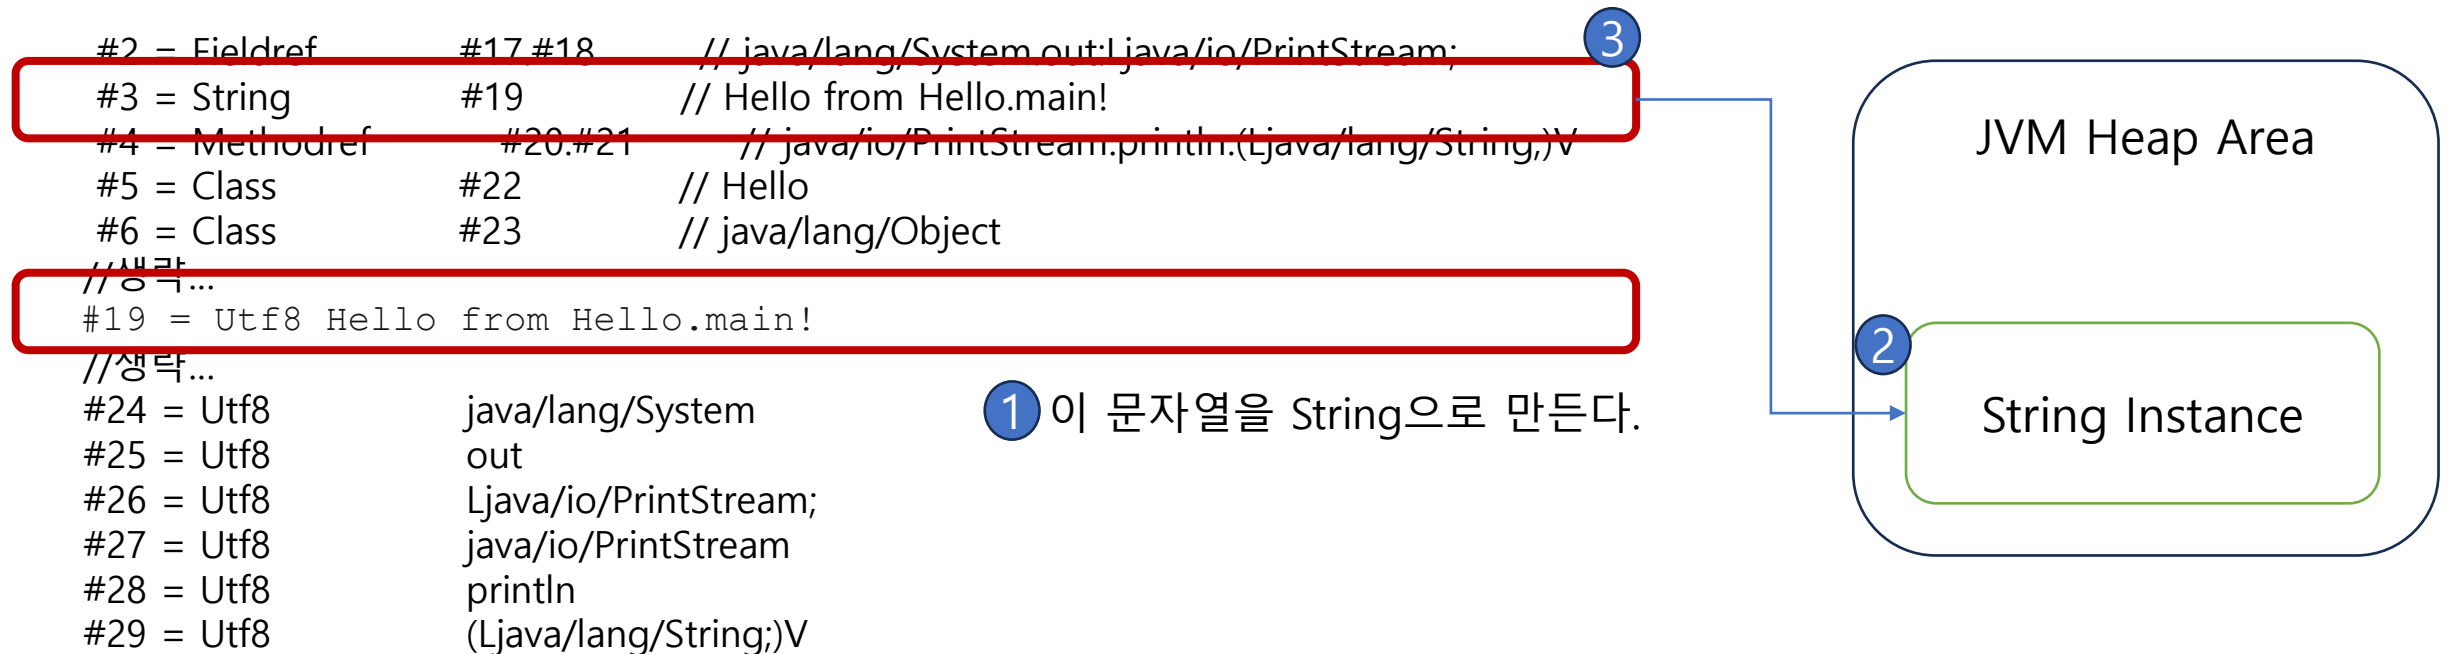 #2 = Fieldref #17.#18 // java/lang/System.out:Ljava/io/PrintStream;
3
#3 = String #19 // Hello from Hello.main!
#4 = Methodref #20.#21 // java/io/PrintStream.println:(Ljava/lang/String;)V
#5 = Class #22 // Hello
#6 = Class #23 // java/lang/Object
//생략...
#19 = Utf8 Hello from Hello.main!
//생략...
#24 = Utf8 java/lang/System
#25 = Utf8 out
#26 = Utf8 Ljava/io/PrintStream;
#27 = Utf8 java/io/PrintStream
#28 = Utf8 println
#29 = Utf8 (Ljava/lang/String;)V
1 이 문자열을 String으로 만든다.
JVM Heap Area
2
String Instance